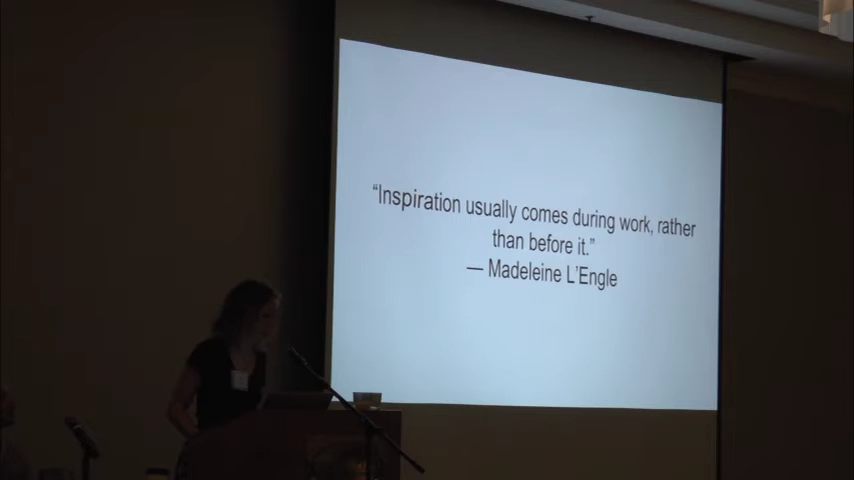 “Inspiration usually comes during work, rather
than before it.”
— Madeleine L’Engle